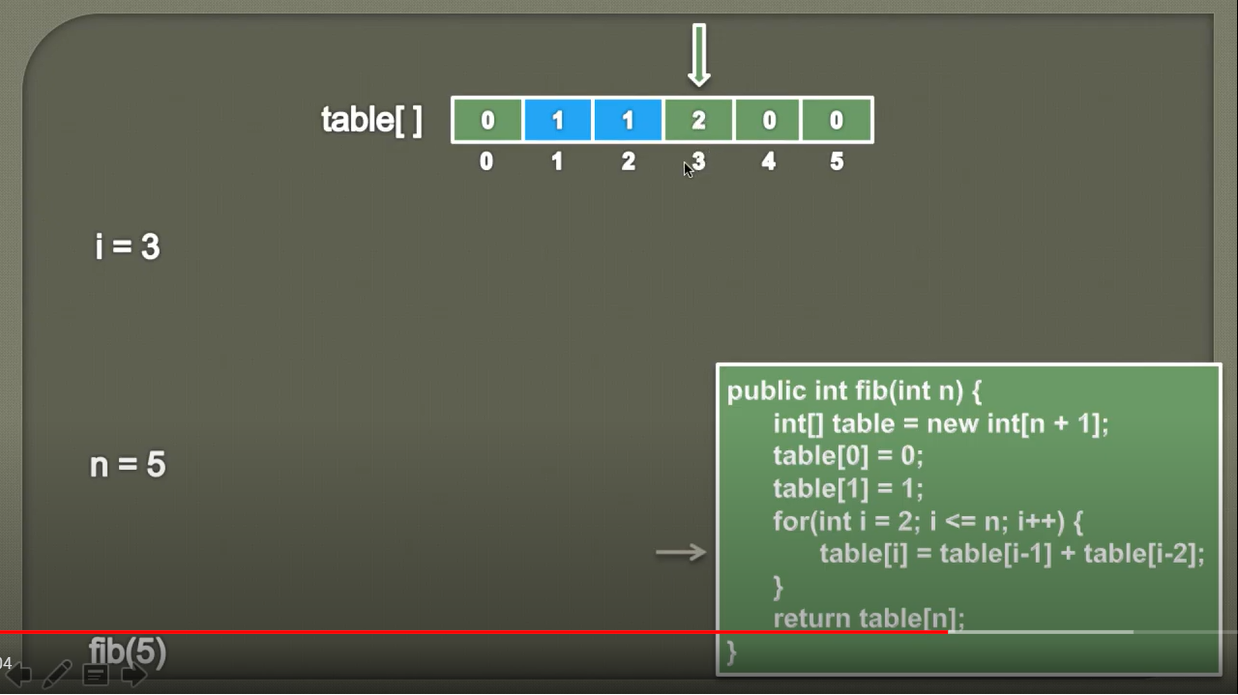 table[ ] 0 1 1 2 0 0
0 1 2 3 4 5
i = 3
n = 5
public int fib(int n) {
int[] table = new int[n + 1];
table[0] = 0;
table[1] = 1;
for(int i = 2; i <= n; i++) {
table[i] = table[i-1] + table[i-2];
}
return table[n];
}
fib(5)
04